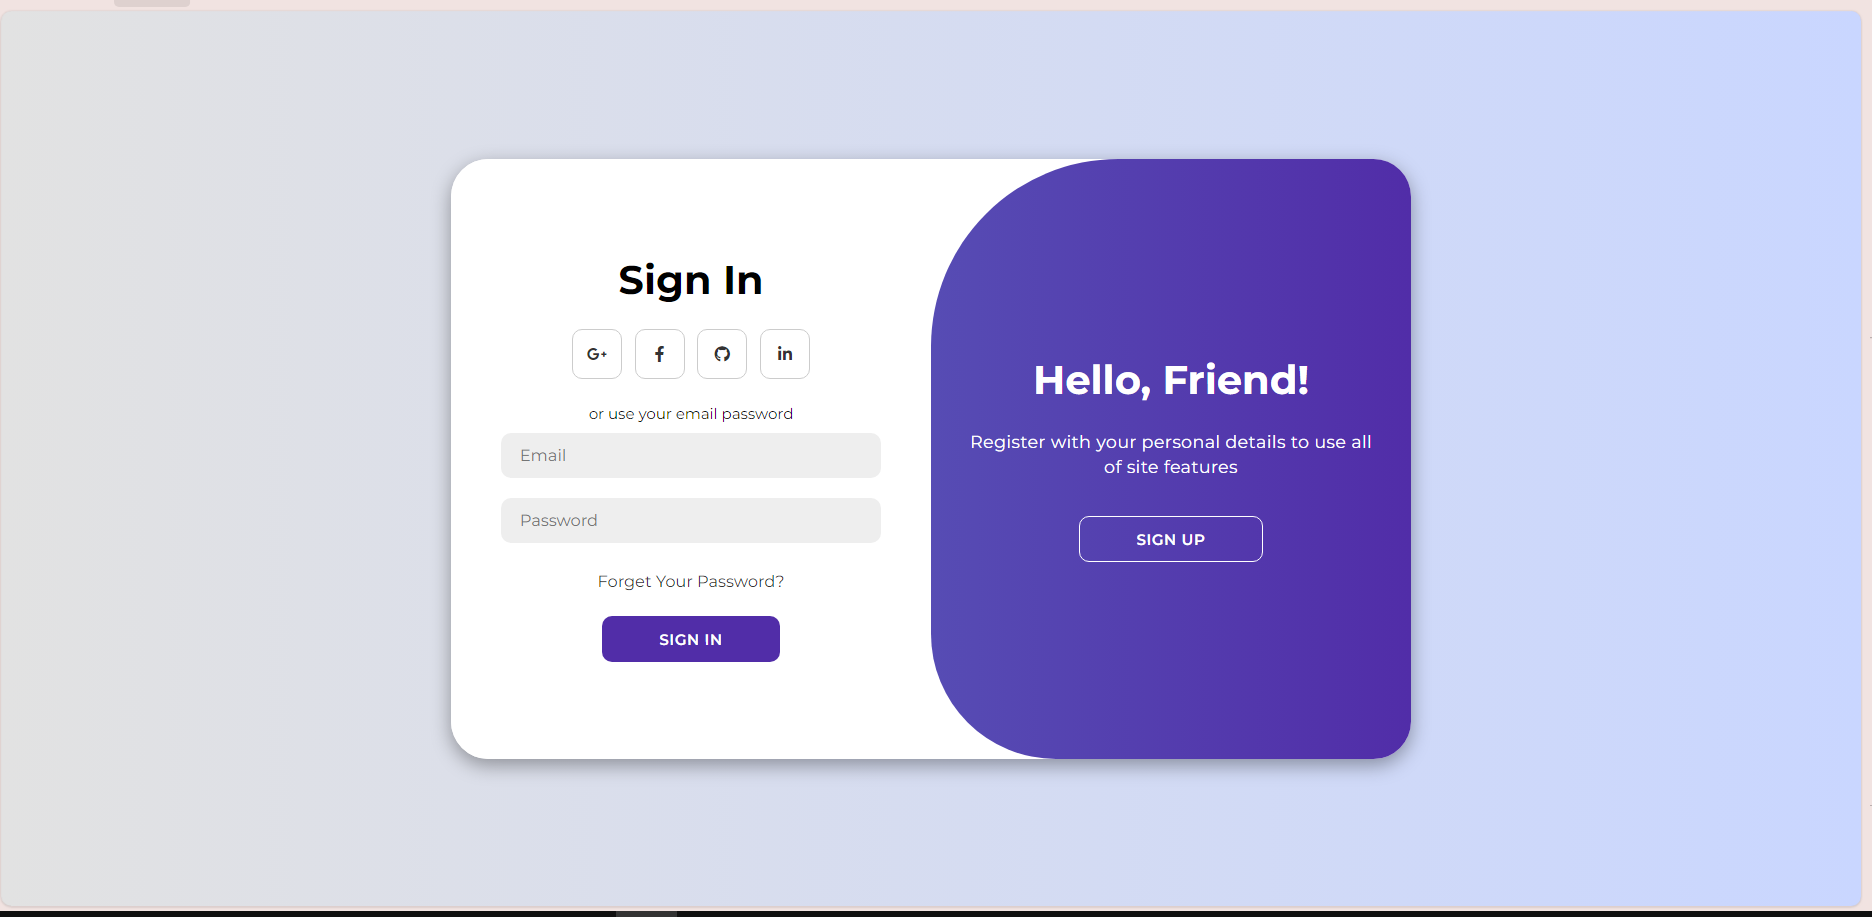 Sign In
G+
f
in
or use your email password
Email
Password
Forget Your Password?
SIGN IN
Hello, Friend!
Register with your personal details to use all
of site features
SIGN UP